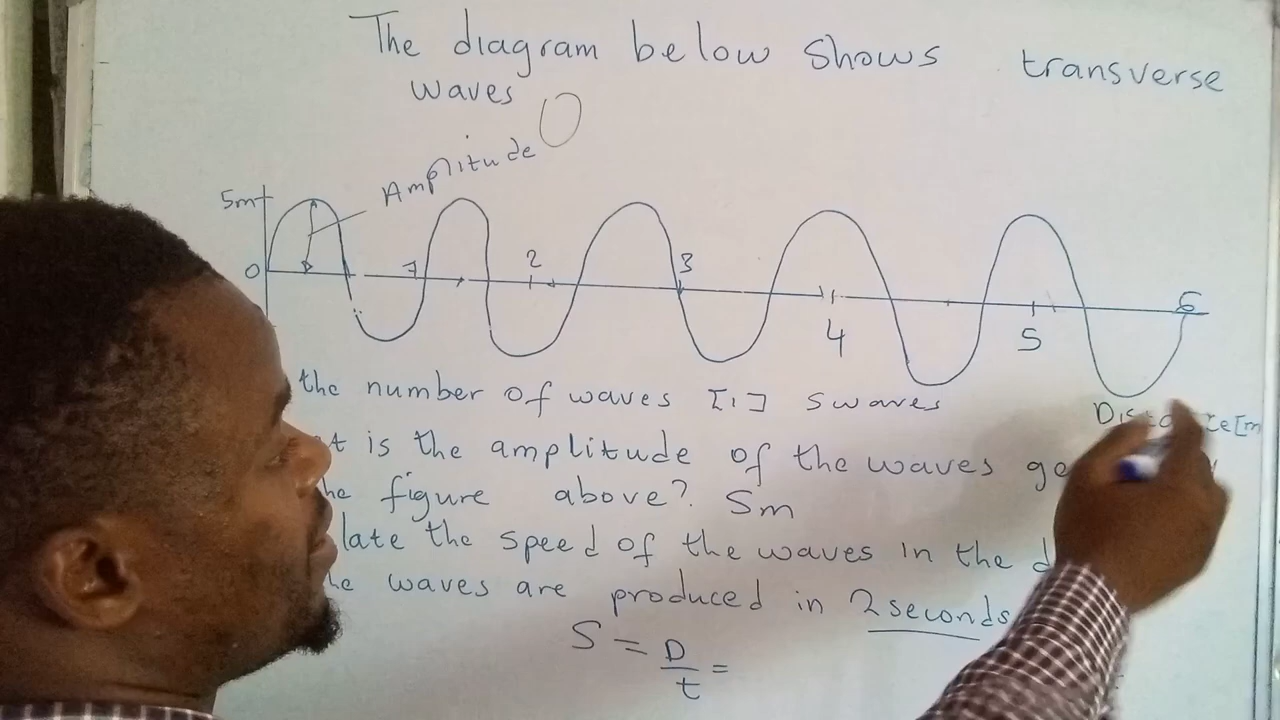 The diagram below shows transverse
waves
Amplitude
5m
0
1 2 3 4 5 6
the number of waves [1] 5 waves
is the amplitude of the waves
figure above? 5m
the speed of the waves in the
waves are produced in 2 seconds
S = D/t =